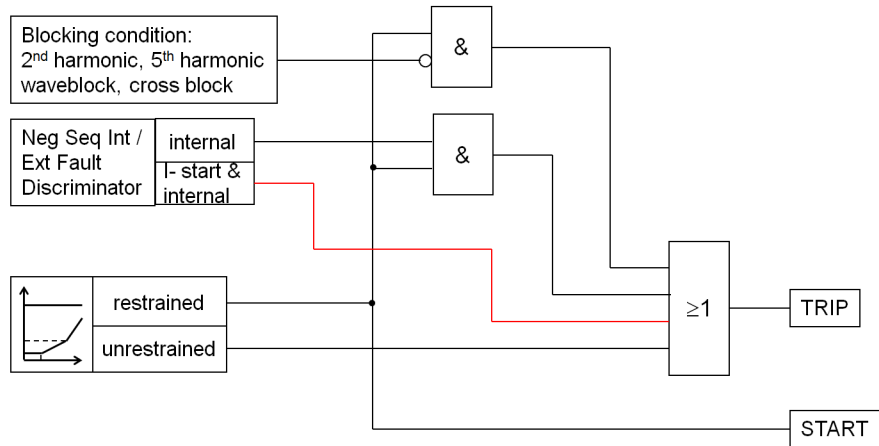 Blocking condition:
2nd harmonic, 5th harmonic
waveblock, cross block
&
Neg Seq Int /
Ext Fault
Discriminator
internal
I- start &
internal
&
restrained
unrestrained
≥1
TRIP
START